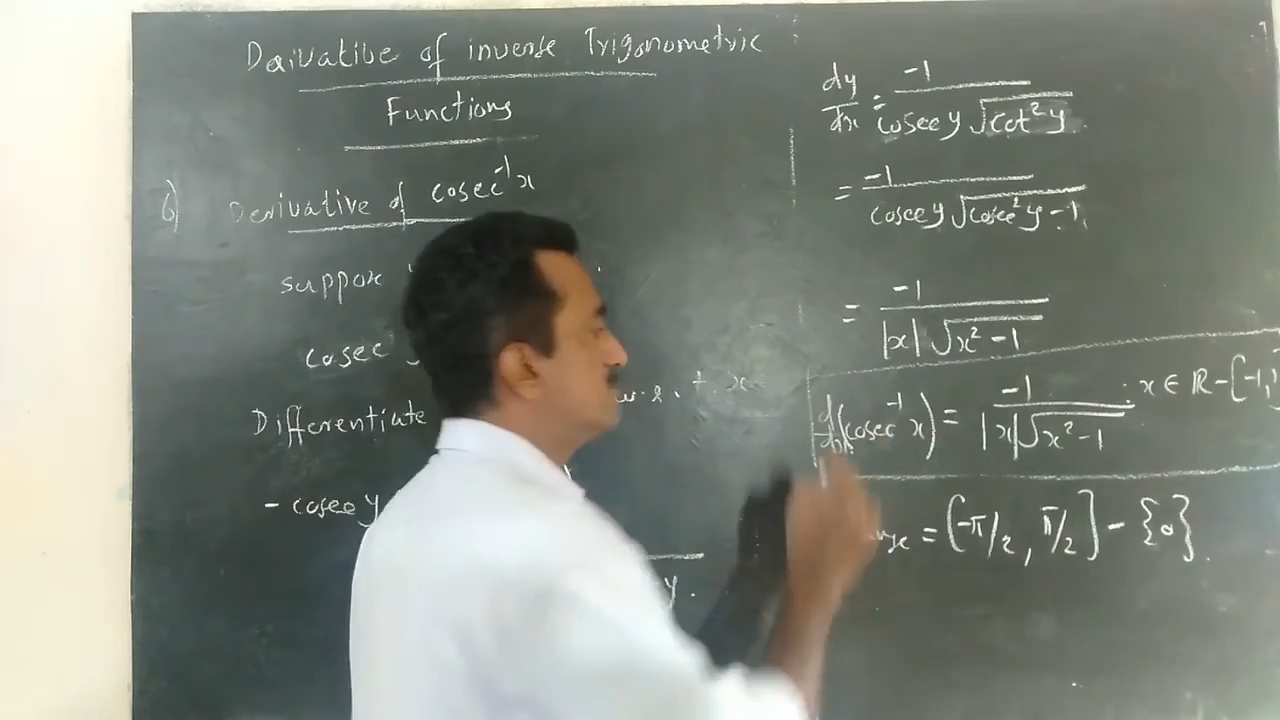 Derivative of inverse Trigonometric
Functions
6) Derivative of cosec⁻¹x
suppose
cosec
Differentiate w.r.t. x
- cosec y
y.
dy/dx = -1/(cosec y √(cot²y))
= -1/(cosec y √(cosec²y - 1))
= -1/(|x| √(x² - 1))
d/dx(cosec⁻¹x) = -1/(|x|√(x² - 1)) : x ∈ ℝ - [-1,
= [-π/2, π/2] - {0}.